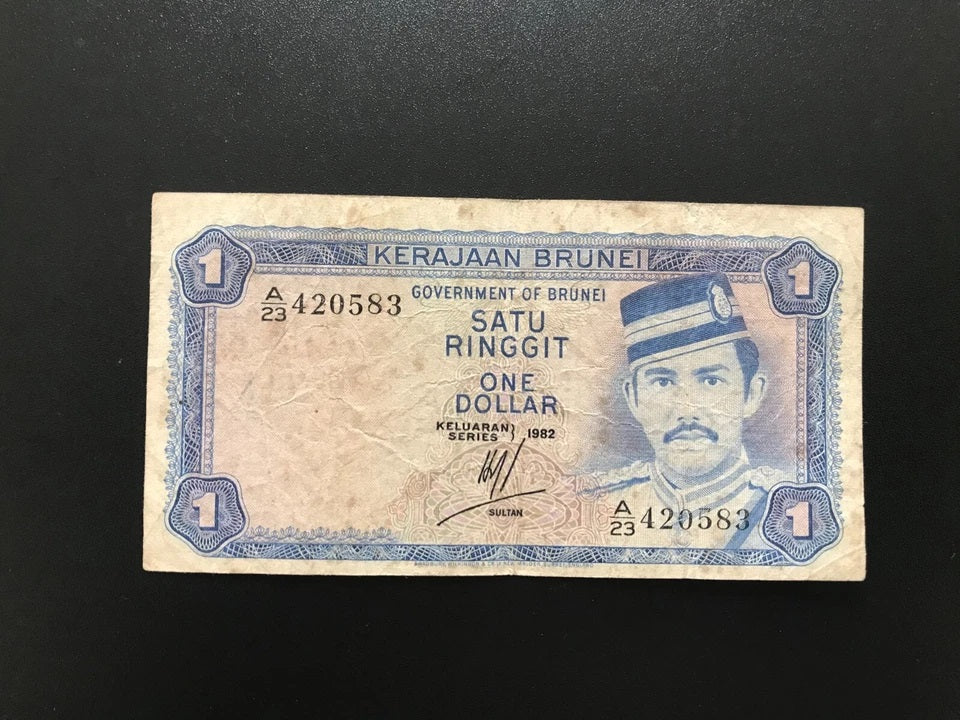 1 KERAJAAN BRUNEI 1
A/23 420583
GOVERNMENT OF BRUNEI
SATU
RINGGIT
ONE
DOLLAR
KELUARAN)
SERIES ) 1982
SULTAN
A/23 420583
1 1